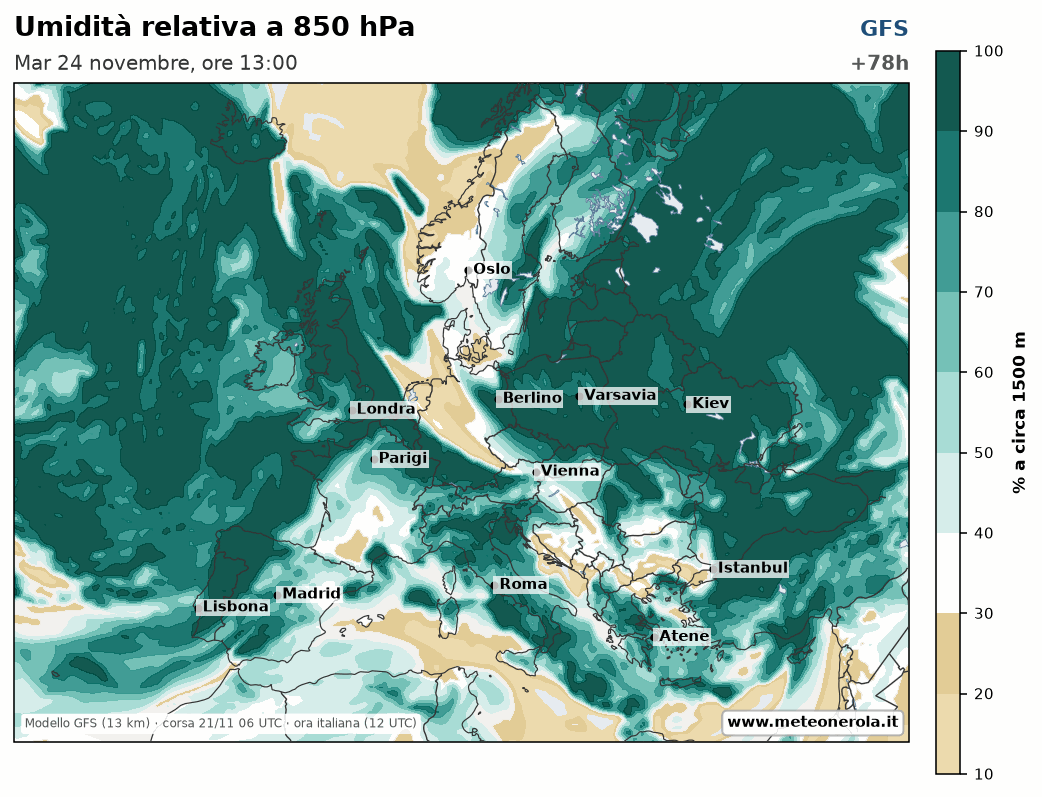 Umidità relativa a 850 hPa
GFS
Mar 24 novembre, ore 13:00
+78h
100
90
80
70
60
50
40
30
20
10
% a circa 1500 m
Oslo
Berlino
Varsavia
Kiev
Londra
Parigi
Vienna
Istanbul
Roma
Madrid
Lisbona
Atene
Modello GFS (13 km) · corsa 21/11 06 UTC · ora italiana (12 UTC)
www.meteonerola.it